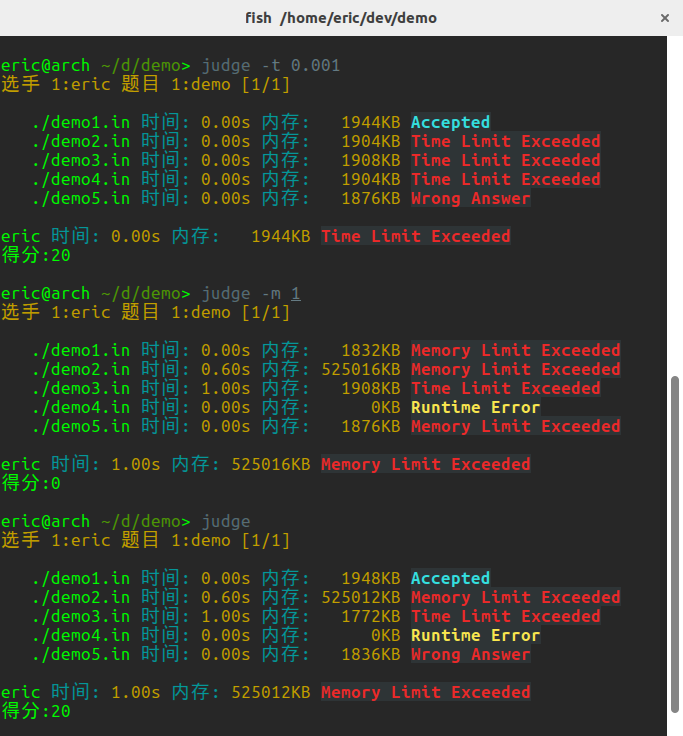 fish /home/eric/dev/demo
eric@arch ~/d/demo> judge -t 0.001
选手 1:eric 题目 1:demo [1/1]
./demo1.in 时间: 0.00s 内存: 1944KB Accepted
./demo2.in 时间: 0.00s 内存: 1904KB Time Limit Exceeded
./demo3.in 时间: 0.00s 内存: 1908KB Time Limit Exceeded
./demo4.in 时间: 0.00s 内存: 1904KB Time Limit Exceeded
./demo5.in 时间: 0.00s 内存: 1876KB Wrong Answer
eric 时间: 0.00s 内存: 1944KB Time Limit Exceeded
得分:20
eric@arch ~/d/demo> judge -m 1
选手 1:eric 题目 1:demo [1/1]
./demo1.in 时间: 0.00s 内存: 1832KB Memory Limit Exceeded
./demo2.in 时间: 0.60s 内存: 525016KB Memory Limit Exceeded
./demo3.in 时间: 1.00s 内存: 1908KB Time Limit Exceeded
./demo4.in 时间: 0.00s 内存: 0KB Runtime Error
./demo5.in 时间: 0.00s 内存: 1876KB Memory Limit Exceeded
eric 时间: 1.00s 内存: 525016KB Memory Limit Exceeded
得分:0
eric@arch ~/d/demo> judge
选手 1:eric 题目 1:demo [1/1]
./demo1.in 时间: 0.00s 内存: 1948KB Accepted
./demo2.in 时间: 0.60s 内存: 525012KB Memory Limit Exceeded
./demo3.in 时间: 1.00s 内存: 1772KB Time Limit Exceeded
./demo4.in 时间: 0.00s 内存: 0KB Runtime Error
./demo5.in 时间: 0.00s 内存: 1836KB Wrong Answer
eric 时间: 1.00s 内存: 525012KB Memory Limit Exceeded
得分:20